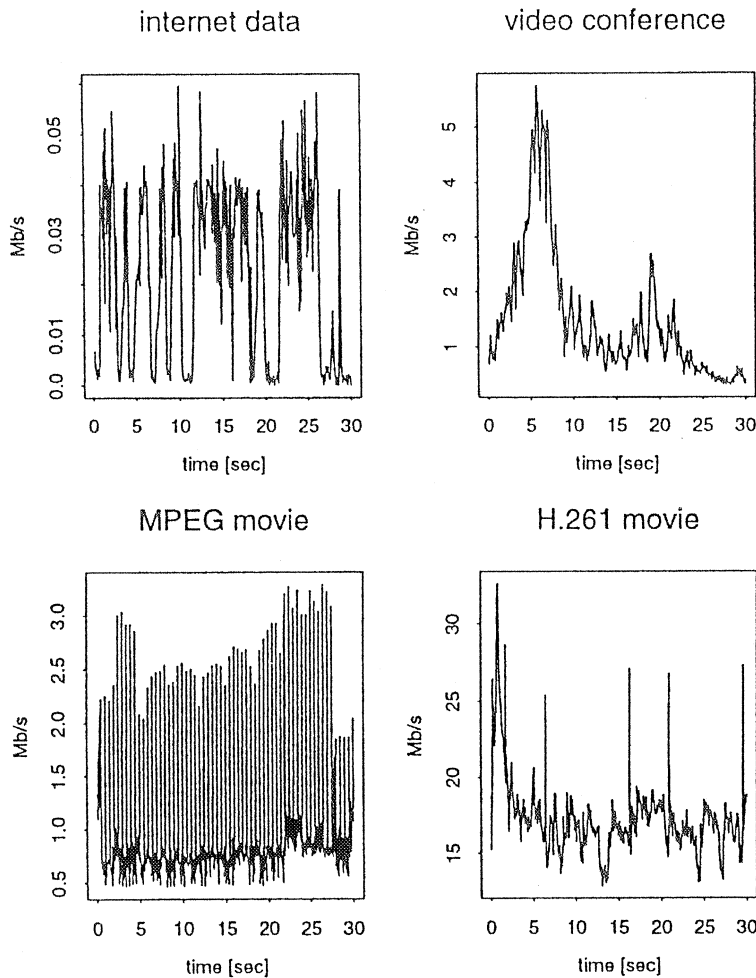 internet data
Mb/s
0.05
0.03
0.01
0.0
0 5 10 15 20 25 30
time [sec]
video conference
Mb/s
5
4
3
2
1
0 5 10 15 20 25 30
time [sec]
MPEG movie
Mb/s
3.0
2.5
2.0
1.5
1.0
0.5
0 5 10 15 20 25 30
time [sec]
H.261 movie
Mb/s
30
25
20
15
0 5 10 15 20 25 30
time [sec]